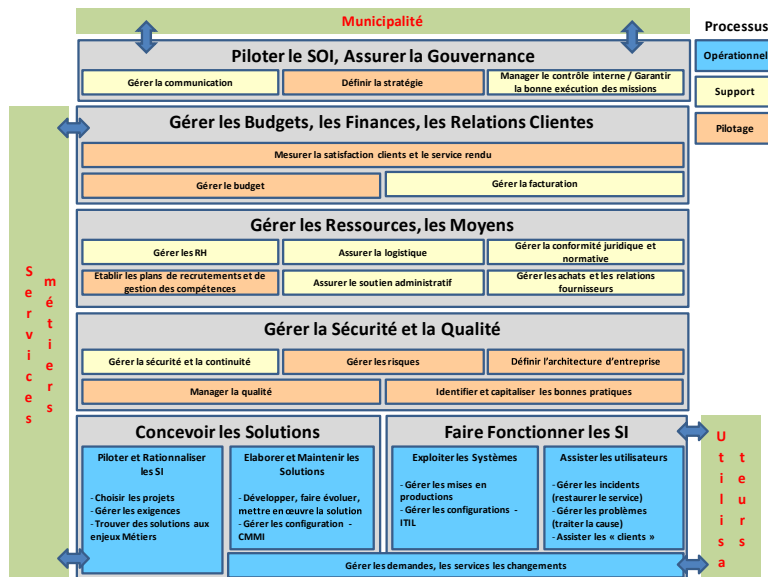 Municipalité
Processus
Opérationnel
Support
Pilotage
Piloter le SOI, Assurer la Gouvernance
Gérer la communication
Définir la stratégie
Manager le contrôle interne / Garantir
la bonne exécution des missions
Gérer les Budgets, les Finances, les Relations Clientes
Mesurer la satisfaction clients et le service rendu
Gérer le budget
Gérer la facturation
Gérer les Ressources, les Moyens
Gérer les RH
Assurer la logistique
Gérer la conformité juridique et
normative
Etablir les plans de recrutements et de
gestion des compétences
Assurer le soutien administratif
Gérer les achats et les relations
fournisseurs
Services
métiers
Gérer la Sécurité et la Qualité
Gérer la sécurité et la continuité
Gérer les risques
Définir l'architecture d'entreprise
Manager la qualité
Identifier et capitaliser les bonnes pratiques
Concevoir les Solutions
Piloter et Rationnaliser
les SI
- Choisir les projets
- Gérer les exigences
- Trouver des solutions aux
enjeux Métiers
Elaborer et Maintenir les
Solutions
- Développer, faire évoluer,
mettre en œuvre la solution
- Gérer les configuration -
CMMI
Faire Fonctionner les SI
Exploiter les Systèmes
- Gérer les mises en
productions
- Gérer les configurations -
ITIL
Assister les utilisateurs
- Gérer les incidents
(restaurer le service)
- Gérer les problèmes
(traiter la cause)
- Assister les « clients »
Gérer les demandes, les services les changements
Utilisa
teurs